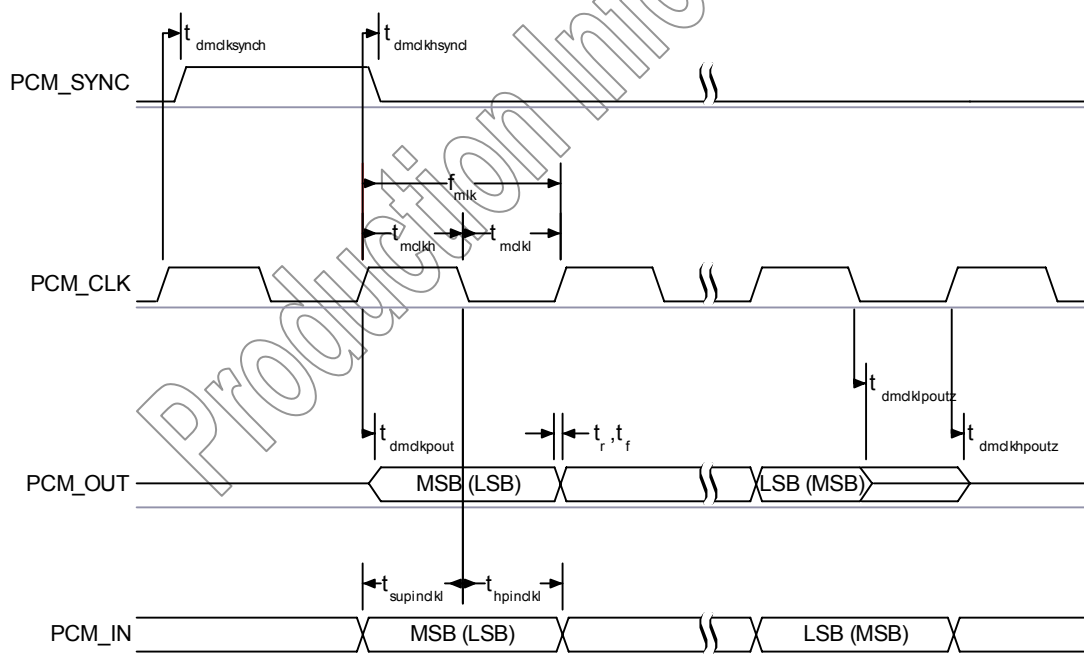 t dmclksynch
t dmclkhsyncl
PCM_SYNC
f mlk
t mclkh
t mclkl
PCM_CLK
t dmclklpoutz
t dmclkpout
t r ,t f
t dmclkhpoutz
PCM_OUT
MSB (LSB)
LSB (MSB)
t supinclkl
t hpinclkl
PCM_IN
MSB (LSB)
LSB (MSB)
Production